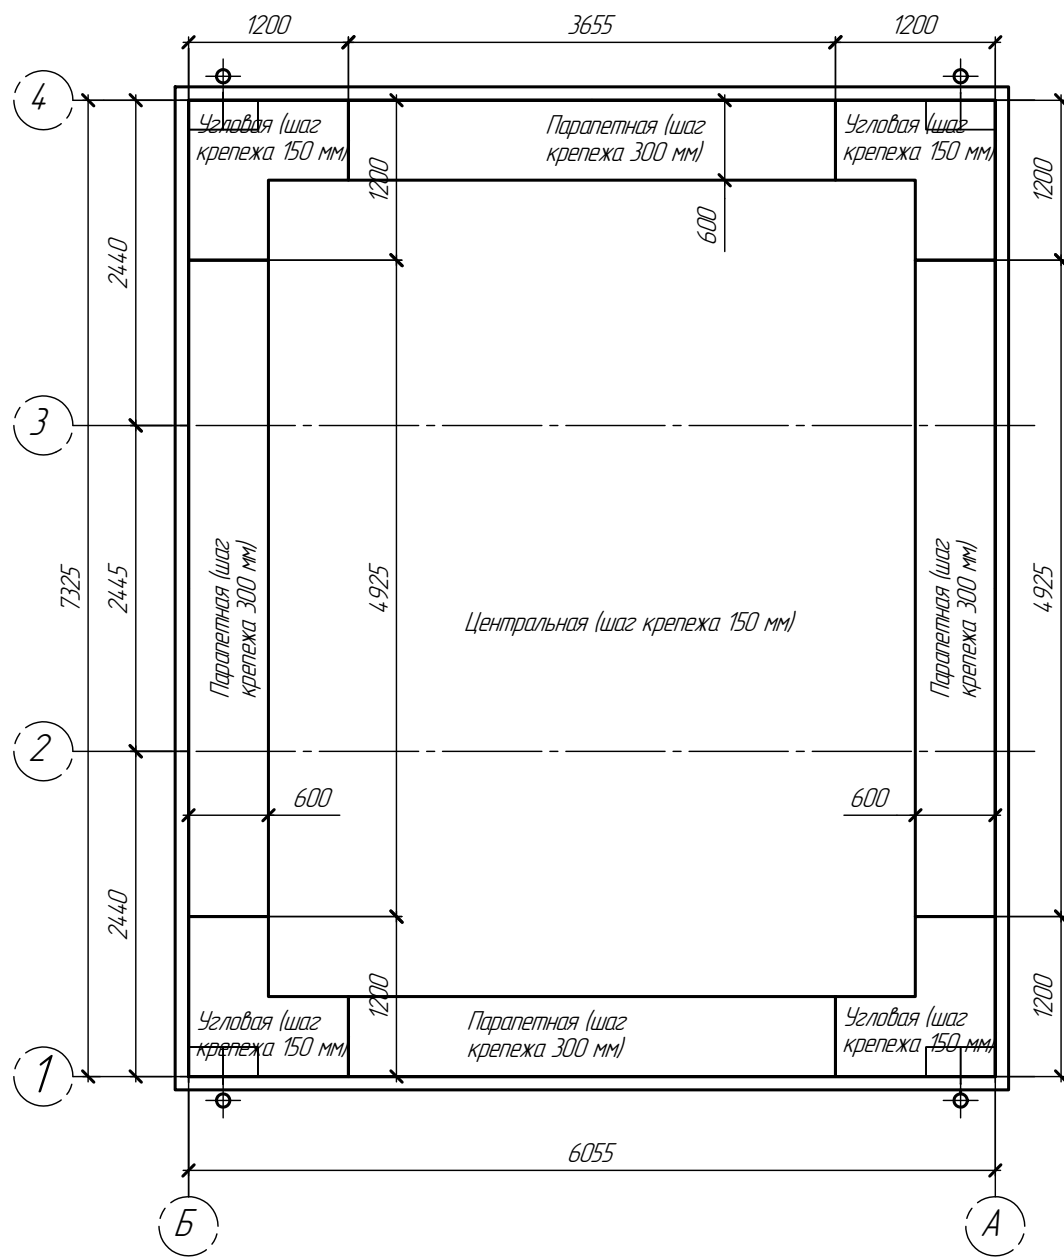 1200
3655
1200
4
Угловая (шаг
крепежа 150 мм)
Парапетная (шаг
крепежа 300 мм)
Угловая (шаг
крепежа 150 мм)
1200
1200
600
2440
3
7325
2445
Парапетная (шаг
крепежа 300 мм)
4925
Центральная (шаг крепежа 150 мм)
Парапетная (шаг
крепежа 300 мм)
4925
2
600
600
2440
1200
1200
Угловая (шаг
крепежа 150 мм)
Парапетная (шаг
крепежа 300 мм)
Угловая (шаг
крепежа 150 мм)
1
6055
Б
А